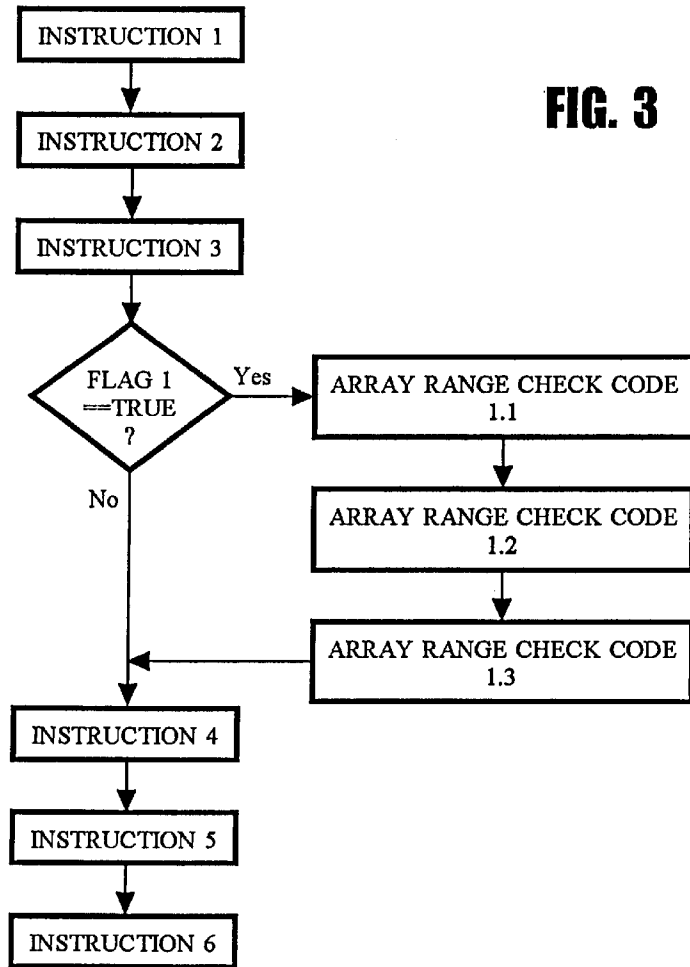 INSTRUCTION 1
FIG. 3
INSTRUCTION 2
INSTRUCTION 3
FLAG 1
==TRUE
?
Yes
No
ARRAY RANGE CHECK CODE
1.1
ARRAY RANGE CHECK CODE
1.2
ARRAY RANGE CHECK CODE
1.3
INSTRUCTION 4
INSTRUCTION 5
INSTRUCTION 6